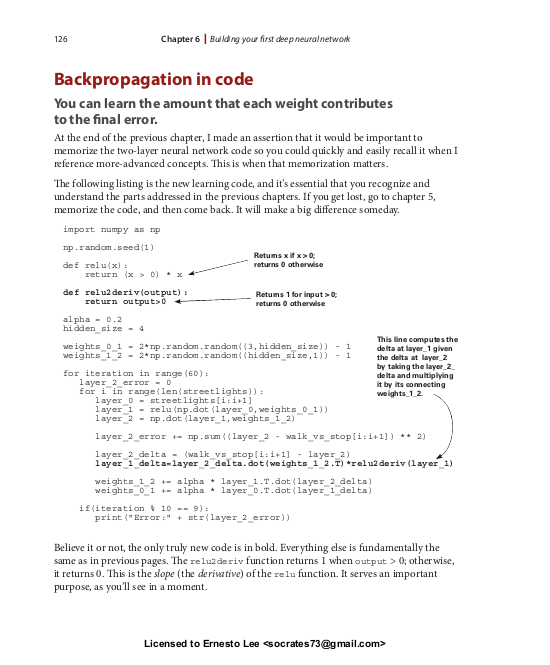 126
Chapter 6 | Building your first deep neural network
Backpropagation in code
You can learn the amount that each weight contributes
to the final error.
At the end of the previous chapter, I made an assertion that it would be important to
memorize the two-layer neural network code so you could quickly and easily recall it when I
reference more-advanced concepts. This is when that memorization matters.
The following listing is the new learning code, and it's essential that you recognize and
understand the parts addressed in the previous chapters. If you get lost, go to chapter 5,
memorize the code, and then come back. It will make a big difference someday.
import numpy as np
np.random.seed(1)
def relu(x):
    return (x > 0) * x
Returns x if x > 0;
returns 0 otherwise
def relu2deriv(output):
    return output>0
Returns 1 for input > 0;
returns 0 otherwise
alpha = 0.2
hidden_size = 4
weights_0_1 = 2*np.random.random((3,hidden_size)) - 1
weights_1_2 = 2*np.random.random((hidden_size,1)) - 1
This line computes the
delta at layer_1 given
the delta at layer_2
by taking the layer_2_
delta and multiplying
it by its connecting
weights_1_2.
for iteration in range(60):
   layer_2_error = 0
   for i in range(len(streetlights)):
      layer_0 = streetlights[i:i+1]
      layer_1 = relu(np.dot(layer_0,weights_0_1))
      layer_2 = np.dot(layer_1,weights_1_2)
      layer_2_error += np.sum((layer_2 - walk_vs_stop[i:i+1]) ** 2)
      layer_2_delta = (walk_vs_stop[i:i+1] - layer_2)
      layer_1_delta=layer_2_delta.dot(weights_1_2.T)*relu2deriv(layer_1)
      weights_1_2 += alpha * layer_1.T.dot(layer_2_delta)
      weights_0_1 += alpha * layer_0.T.dot(layer_1_delta)
   if(iteration % 10 == 9):
      print("Error:" + str(layer_2_error))
Believe it or not, the only truly new code is in bold. Everything else is fundamentally the
same as in previous pages. The relu2deriv function returns 1 when output > 0; otherwise,
it returns 0. This is the slope (the derivative) of the relu function. It serves an important
purpose, as you'll see in a moment.
Licensed to Ernesto Lee <socrates73@gmail.com>